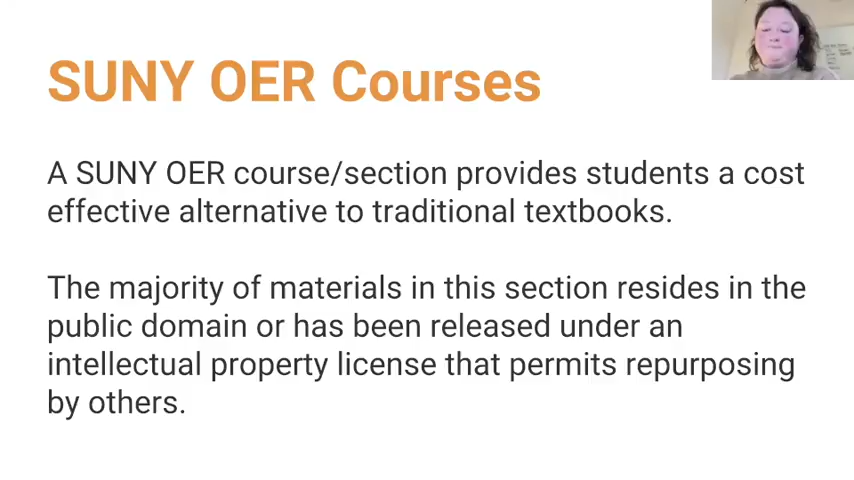 SUNY OER Courses
A SUNY OER course/section provides students a cost
effective alternative to traditional textbooks.
The majority of materials in this section resides in the
public domain or has been released under an
intellectual property license that permits repurposing
by others.